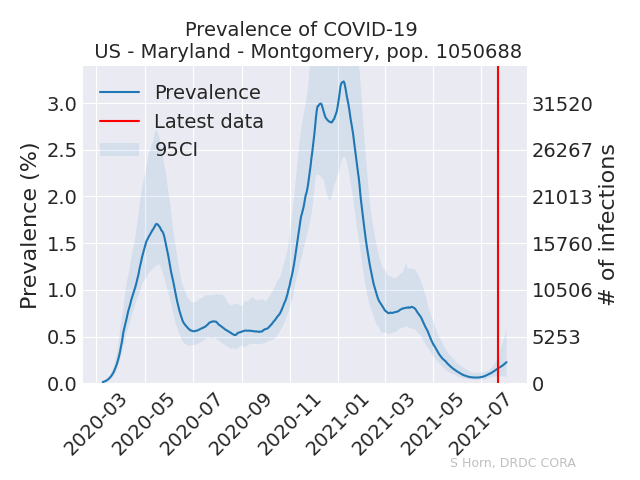 Prevalence of COVID-19
US - Maryland - Montgomery, pop. 1050688
Prevalence
Latest data
95CI
Prevalence (%)
3.0
2.5
2.0
1.5
1.0
0.5
0.0
31520
26267
21013
15760
10506
5253
0
# of infections
2020-03
2020-05
2020-07
2020-09
2020-11
2021-01
2021-03
2021-05
2021-07
S Horn, DRDC CORA